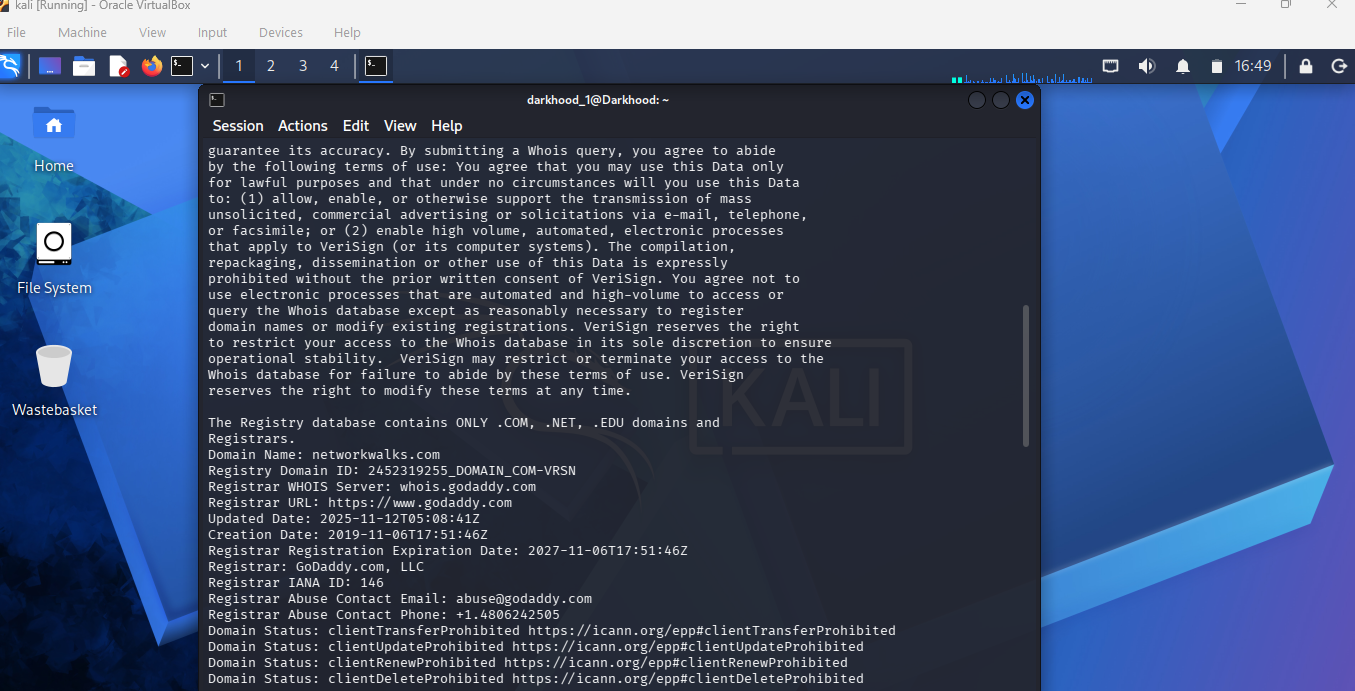 kali [Running] - Oracle VirtualBox
File Machine View Input Devices Help
1 2 3 4 16:49
darkhood_1@Darkhood: ~
Session Actions Edit View Help
Home
File System
Wastebasket
guarantee its accuracy. By submitting a Whois query, you agree to abide
by the following terms of use: You agree that you may use this Data only
for lawful purposes and that under no circumstances will you use this Data
to: (1) allow, enable, or otherwise support the transmission of mass
unsolicited, commercial advertising or solicitations via e-mail, telephone,
or facsimile; or (2) enable high volume, automated, electronic processes
that apply to VeriSign (or its computer systems). The compilation,
repackaging, dissemination or other use of this Data is expressly
prohibited without the prior written consent of VeriSign. You agree not to
use electronic processes that are automated and high-volume to access or
query the Whois database except as reasonably necessary to register
domain names or modify existing registrations. VeriSign reserves the right
to restrict your access to the Whois database in its sole discretion to ensure
operational stability.  VeriSign may restrict or terminate your access to the
Whois database for failure to abide by these terms of use. VeriSign
reserves the right to modify these terms at any time.
The Registry database contains ONLY .COM, .NET, .EDU domains and
Registrars.
Domain Name: networkwalks.com
Registry Domain ID: 2452319255_DOMAIN_COM-VRSN
Registrar WHOIS Server: whois.godaddy.com
Registrar URL: https://www.godaddy.com
Updated Date: 2025-11-12T05:08:41Z
Creation Date: 2019-11-06T17:51:46Z
Registrar Registration Expiration Date: 2027-11-06T17:51:46Z
Registrar: GoDaddy.com, LLC
Registrar IANA ID: 146
Registrar Abuse Contact Email: abuse@godaddy.com
Registrar Abuse Contact Phone: +1.4806242505
Domain Status: clientTransferProhibited https://icann.org/epp#clientTransferProhibited
Domain Status: clientUpdateProhibited https://icann.org/epp#clientUpdateProhibited
Domain Status: clientRenewProhibited https://icann.org/epp#clientRenewProhibited
Domain Status: clientDeleteProhibited https://icann.org/epp#clientDeleteProhibited
KALI